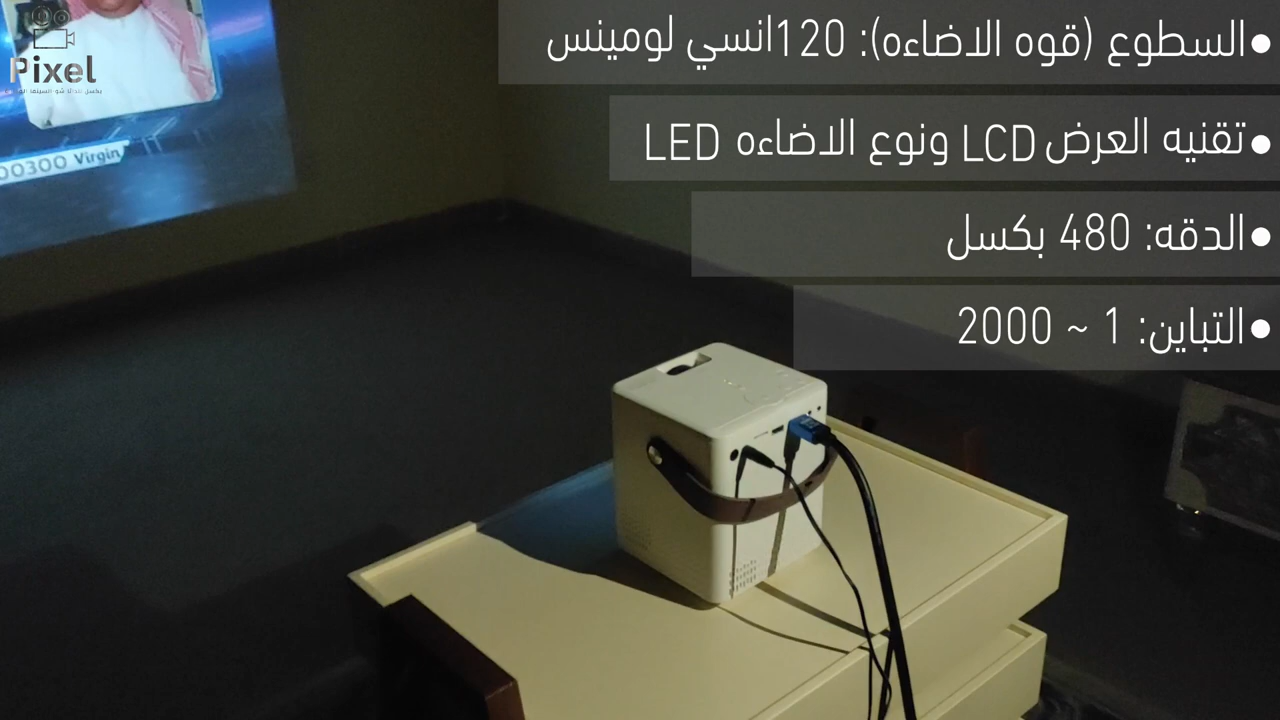 ●السطوع (قوه الاضاءه): 120انسي لومينس
●تقنيه العرض LCD ونوع الاضاءه LED
●الدقه: 480 بكسل
●التباين: 1 ~ 2000
Pixel
00300 Virgin